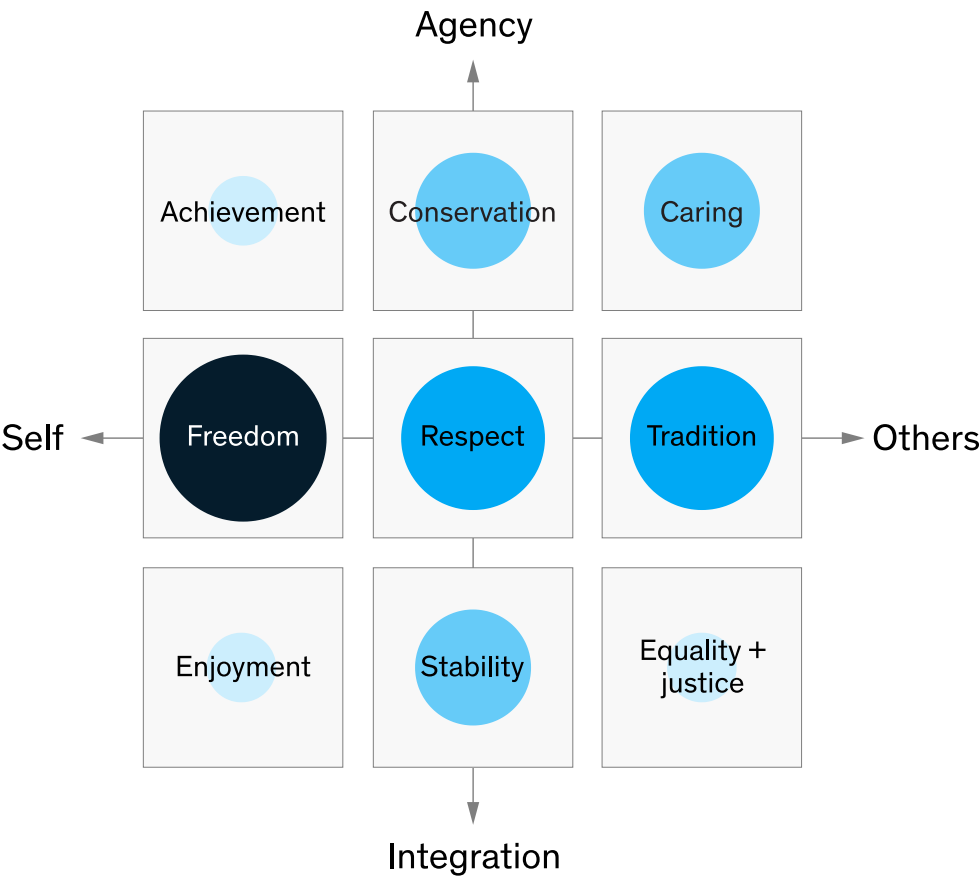 Agency
Achievement
Conservation
Caring
Self
Freedom
Respect
Tradition
Others
Enjoyment
Stability
Equality +
justice
Integration